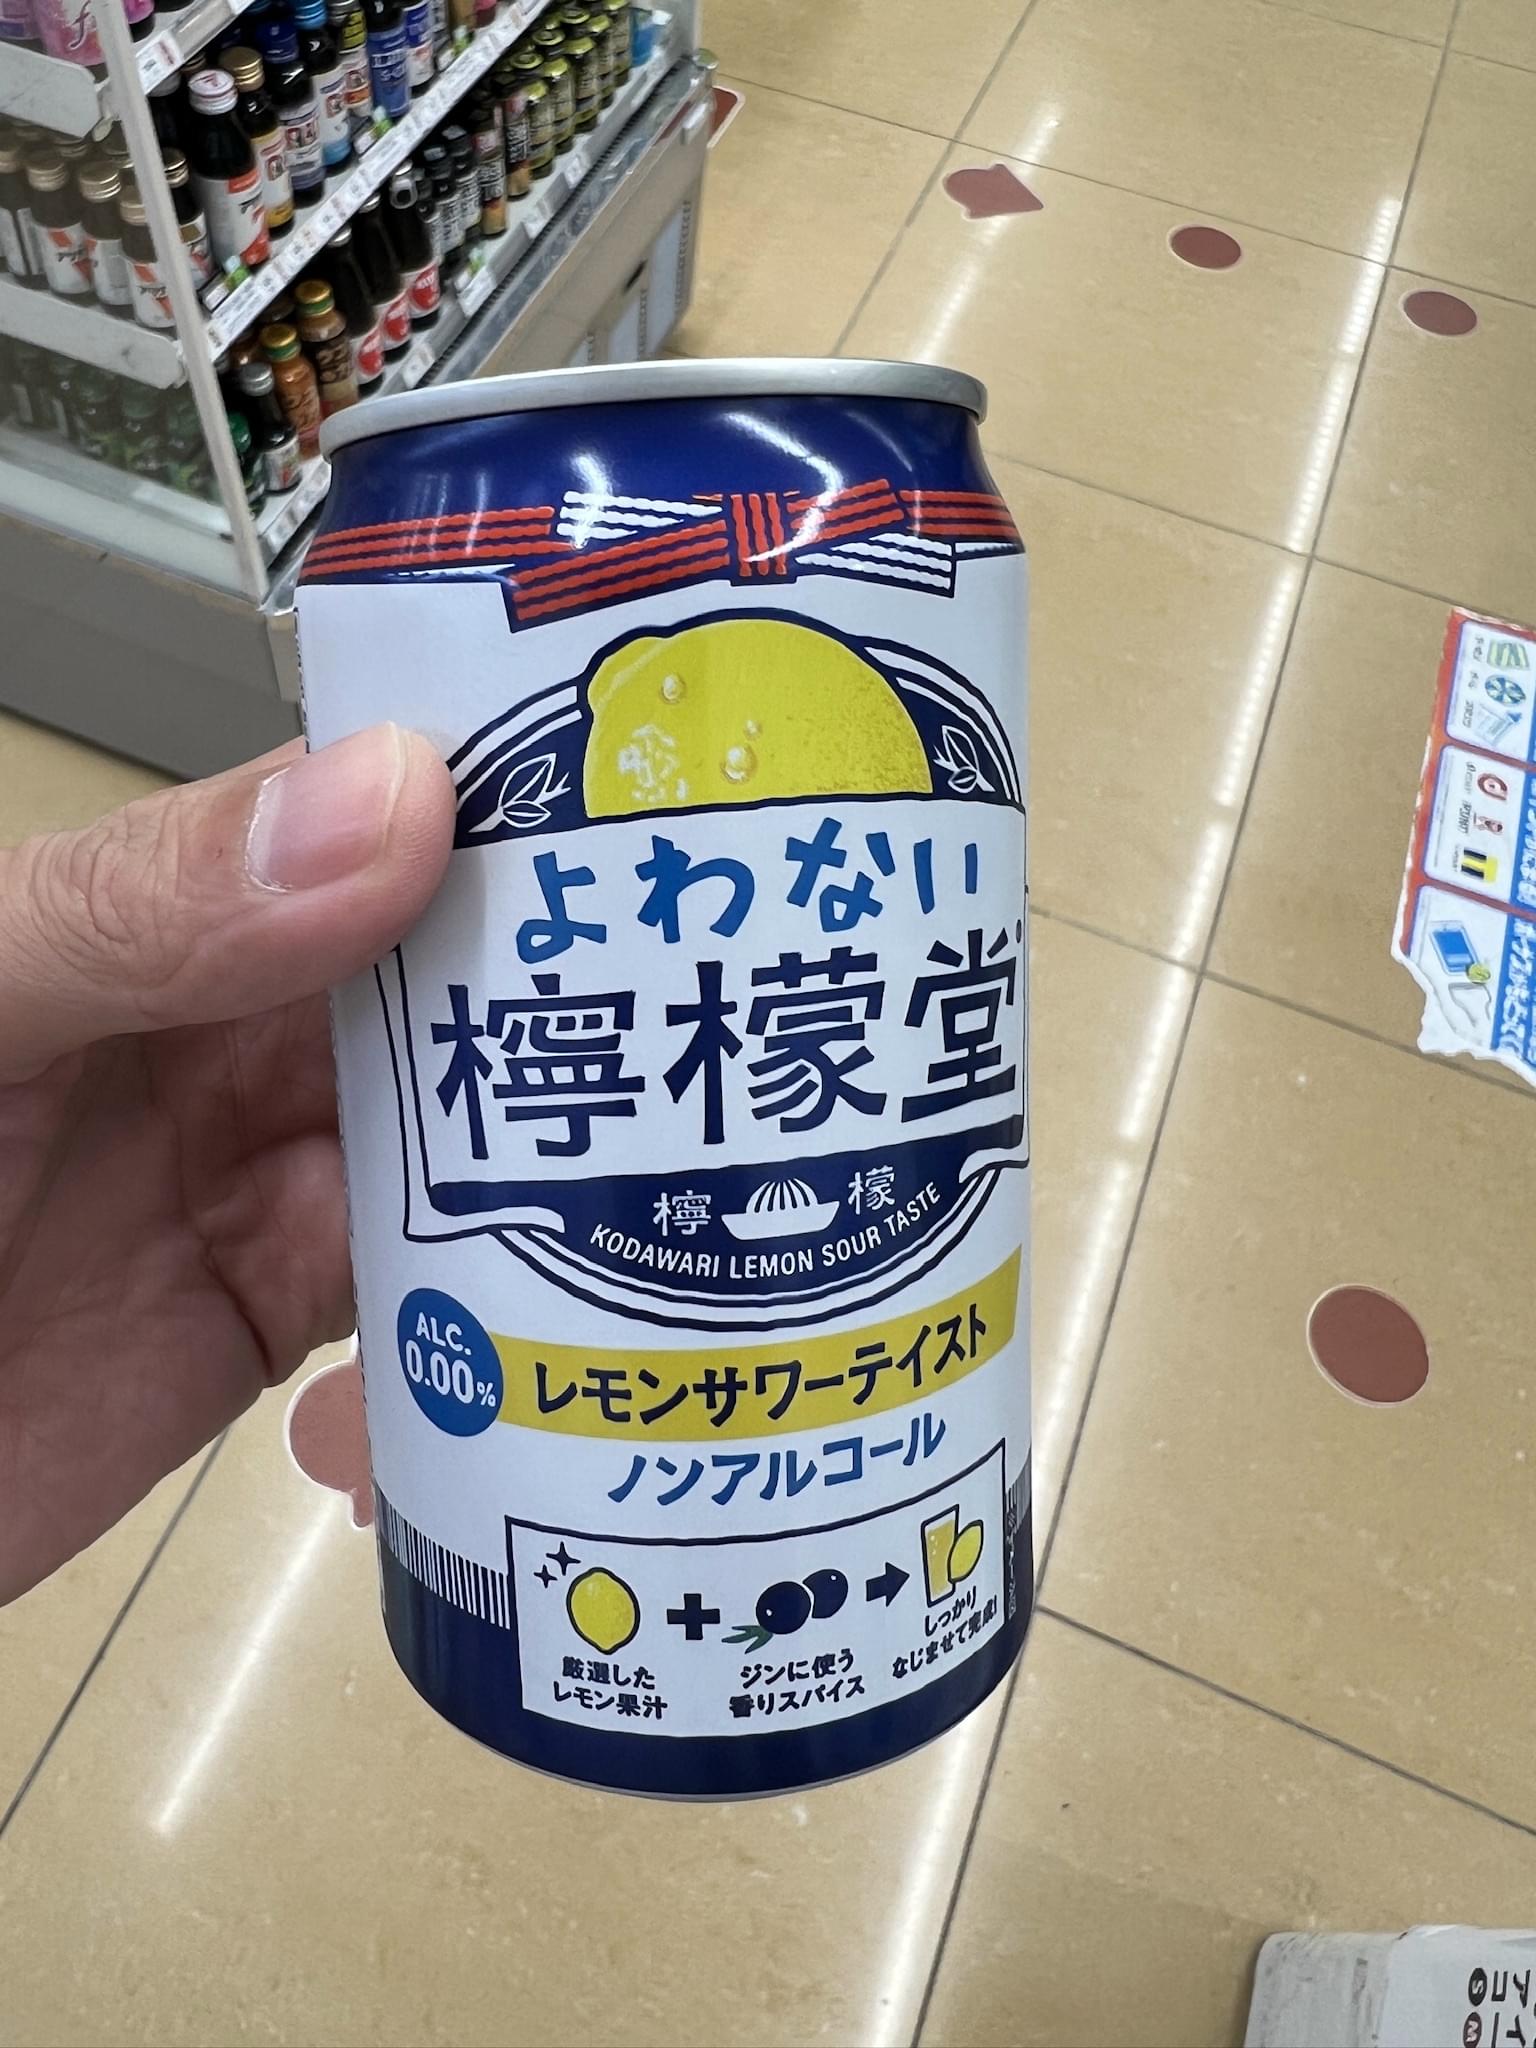 よわない
檸檬堂
檸檬
KODAWARI LEMON SOUR TASTE
ALC.
0.00%
レモンサワーテイスト
ノンアルコール
厳選した
レモン果汁
ジンに使う
香りスパイス
しっかり
なじませて完成!